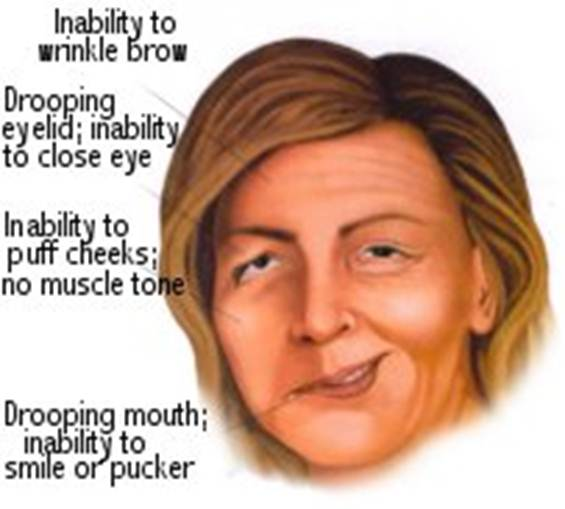 Inability to
wrinkle brow
Drooping
eyelid; inability
to close eye
Inability to
puff cheeks;
no muscle tone
Drooping mouth;
inability to
smile or pucker